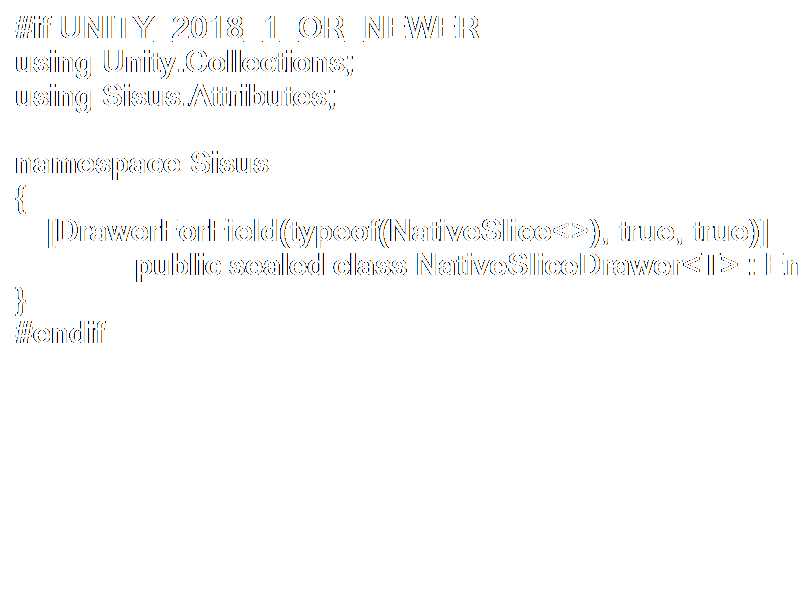 #if UNITY_2018_1_OR_NEWER
using Unity.Collections;
using Sisus.Attributes;
namespace Sisus
{
[DrawerForField(typeof(NativeSlice<>), true, true)]
public sealed class NativeSliceDrawer<T> :
}
#endif